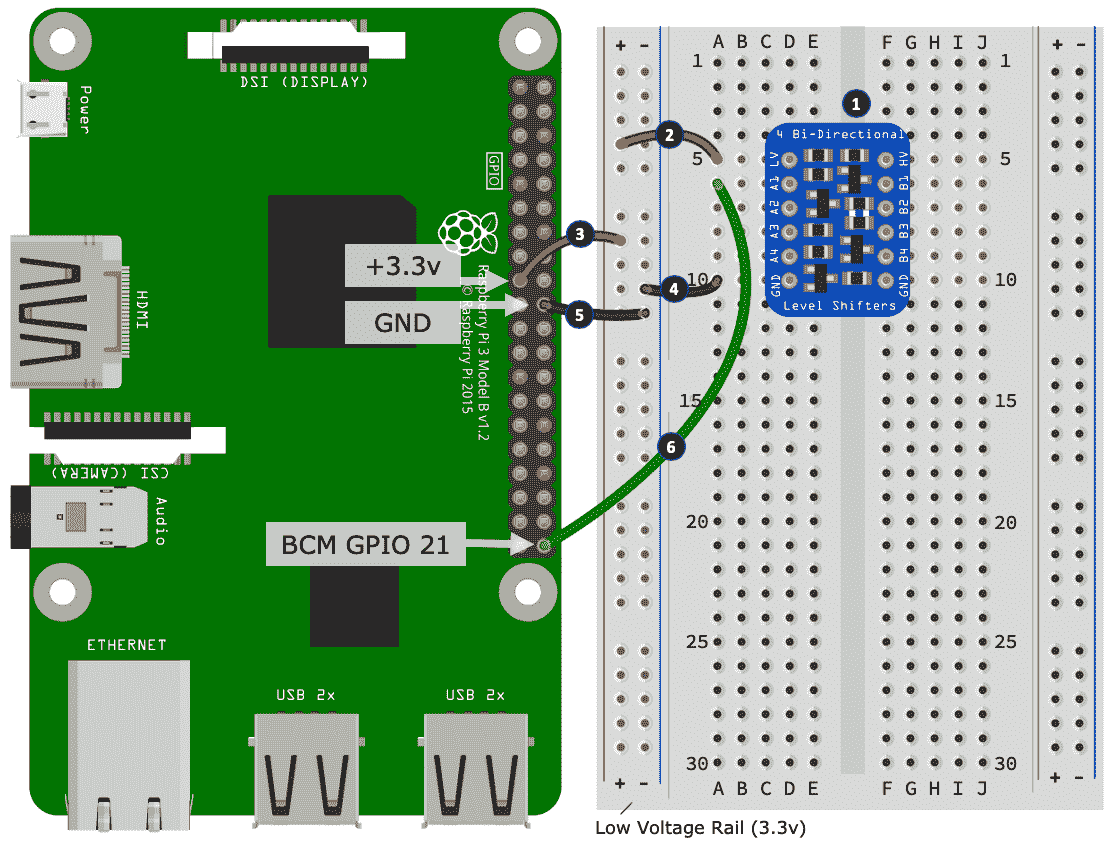 DSI (DISPLAY)
Power
GPIO
HDMI
+3.3v
GND
Raspberry Pi 3 Model B v1.2
© Raspberry Pi 2015
CSI (CAMERA)
Audio
BCM GPIO 21
ETHERNET
USB 2x
USB 2x
2
3
4
5
6
+ -
A B C D E
F G H I J
+ -
1
1
5
5
10
10
15
15
20
20
25
25
30
30
1
4 Bi-Directional
LV
HV
A1
B1
A2
B2
A3
B3
A4
B4
GND
GND
Level Shifters
+ -
A B C D E
F G H I J
+ -
Low Voltage Rail (3.3v)